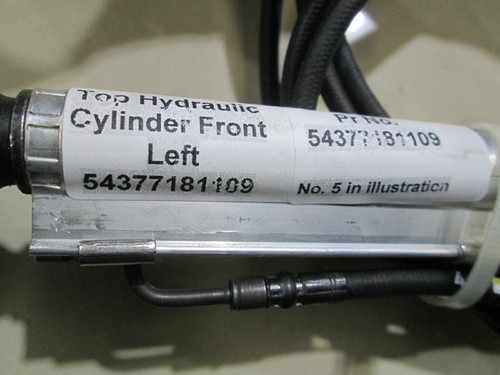 Top Hydraulic
Cylinder Front
Left
54377181109
Pr No.
54377181109
No. 5 in illustration